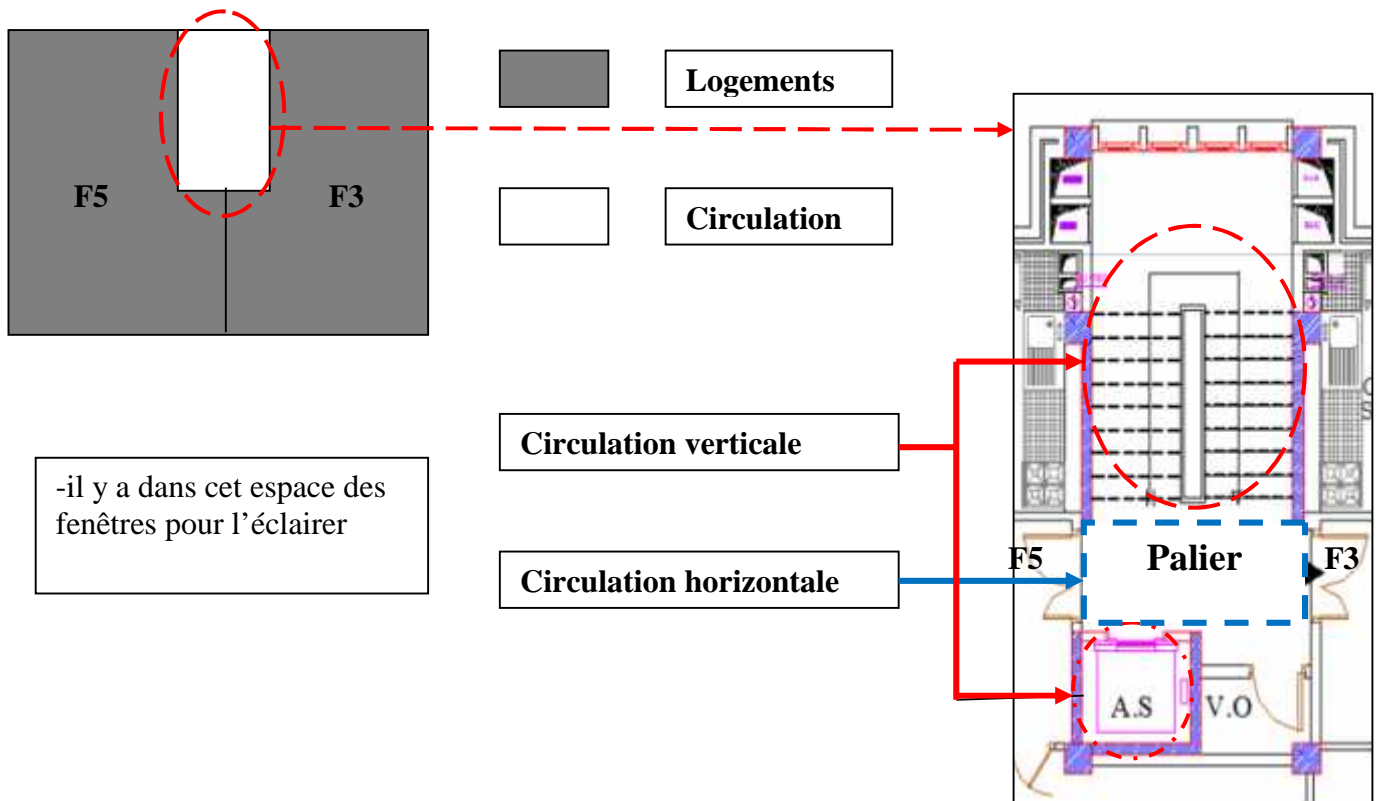 F5
F3
Logements
Circulation
-il y a dans cet espace des
fenêtres pour l'éclairer
Circulation verticale
Circulation horizontale
F5
Palier
F3
A.S
V.O